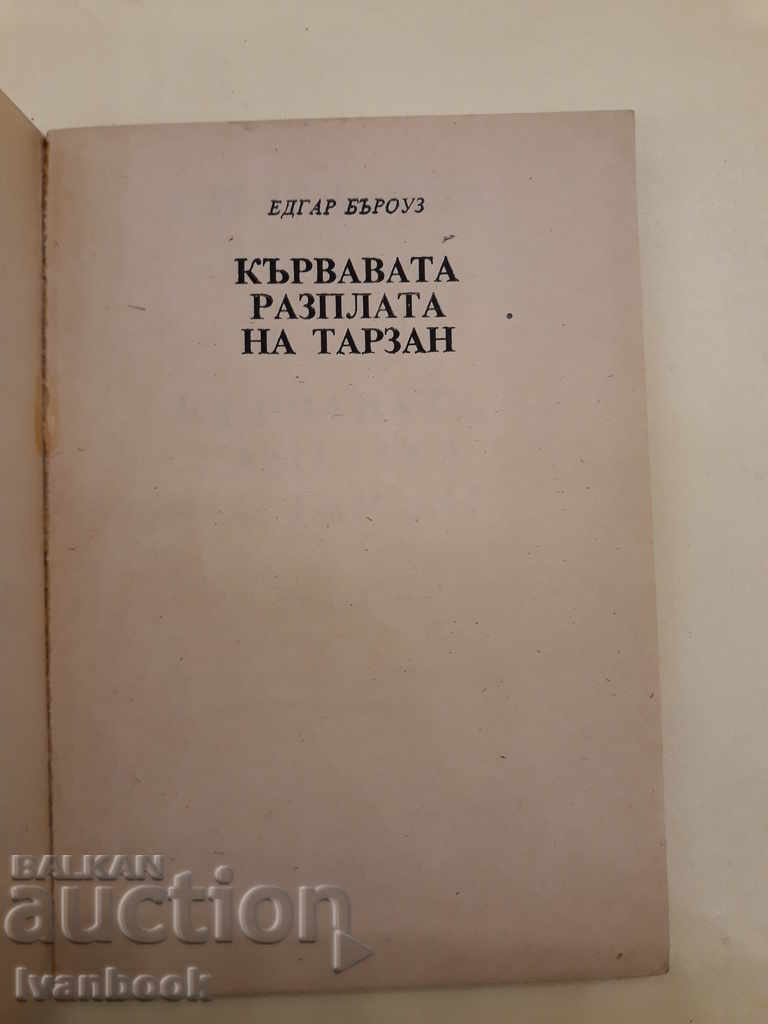 ЕДГАР БЪРОУЗ
КЪРВАВАТА
РАЗПЛАТА
НА ТАРЗАН
BALKAN
auction
Ivanbook